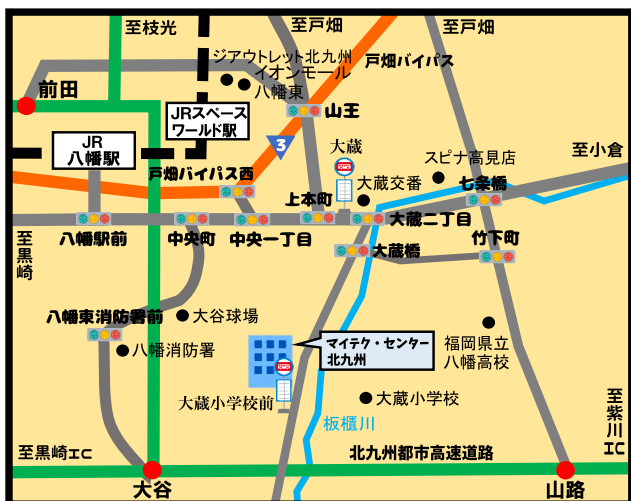 至枝光
至戸畑
至戸畑
ジアウトレット北九州
イオンモール
八幡東
戸畑バイパス
前田
JRスペース
ワールド駅
山王
JR
八幡駅
3
大蔵
戸畑バイパス西
大蔵交番
スピナ高見店
至小倉
七条橋
上本町
八幡駅前
中央町
中央一丁目
大蔵二丁目
至黒崎
大蔵橋
竹下町
八幡東消防署前
大谷球場
八幡消防署
マイテク・センター
北九州
福岡県立
八幡高校
大蔵小学校前
大蔵小学校
板櫃川
至紫川IC
至黒崎IC
北九州都市高速道路
大谷
山路